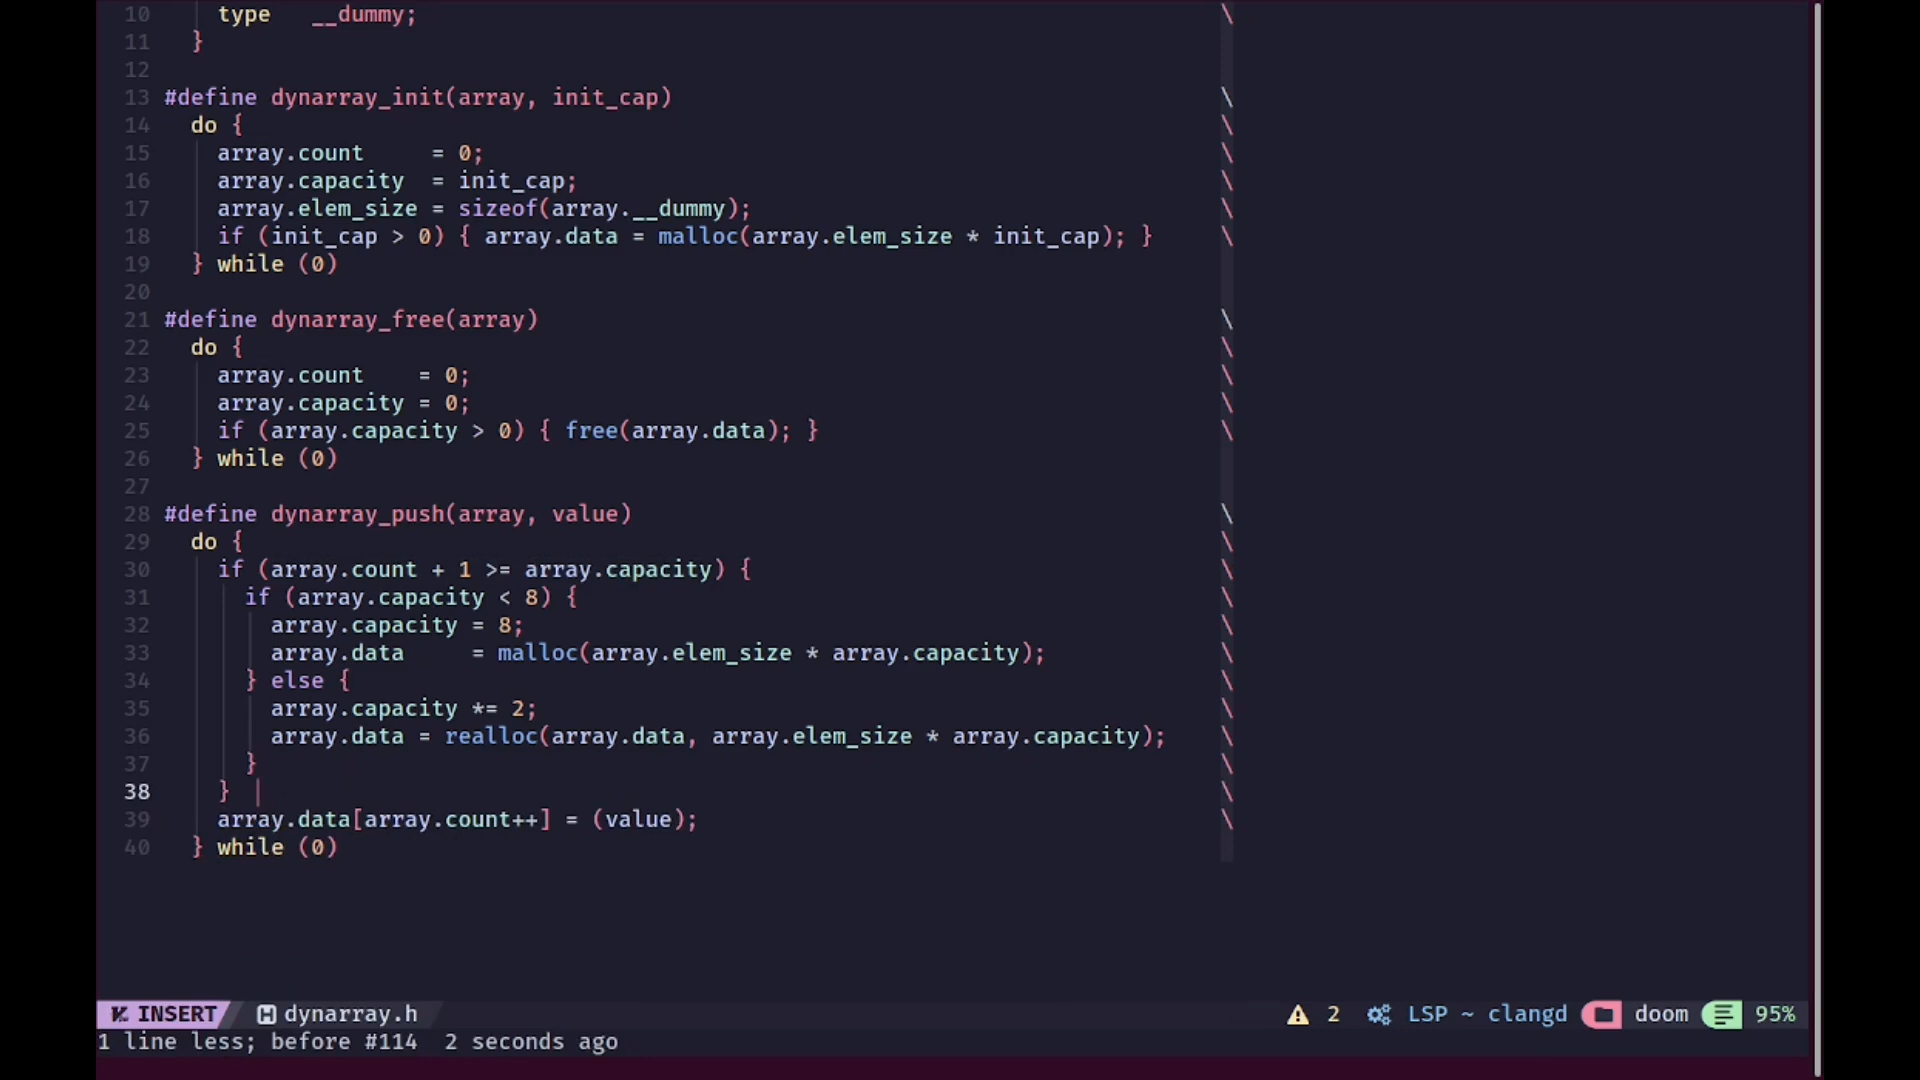 10 type __dummy; \
11 }
12
13 #define dynarray_init(array, init_cap) \
14 do { \
15 array.count = 0; \
16 array.capacity = init_cap; \
17 array.elem_size = sizeof(array.__dummy); \
18 if (init_cap > 0) { array.data = malloc(array.elem_size * init_cap); } \
19 } while (0)
20
21 #define dynarray_free(array) \
22 do { \
23 array.count = 0; \
24 array.capacity = 0; \
25 if (array.capacity > 0) { free(array.data); } \
26 } while (0)
27
28 #define dynarray_push(array, value) \
29 do { \
30 if (array.count + 1 >= array.capacity) { \
31 if (array.capacity < 8) { \
32 array.capacity = 8; \
33 array.data = malloc(array.elem_size * array.capacity); \
34 } else { \
35 array.capacity *= 2; \
36 array.data = realloc(array.data, array.elem_size * array.capacity); \
37 } \
38 } \
39 array.data[array.count++] = (value); \
40 } while (0)
INSERT dynarray.h 2 LSP ~ clangd doom 95%
1 line less; before #114 2 seconds ago